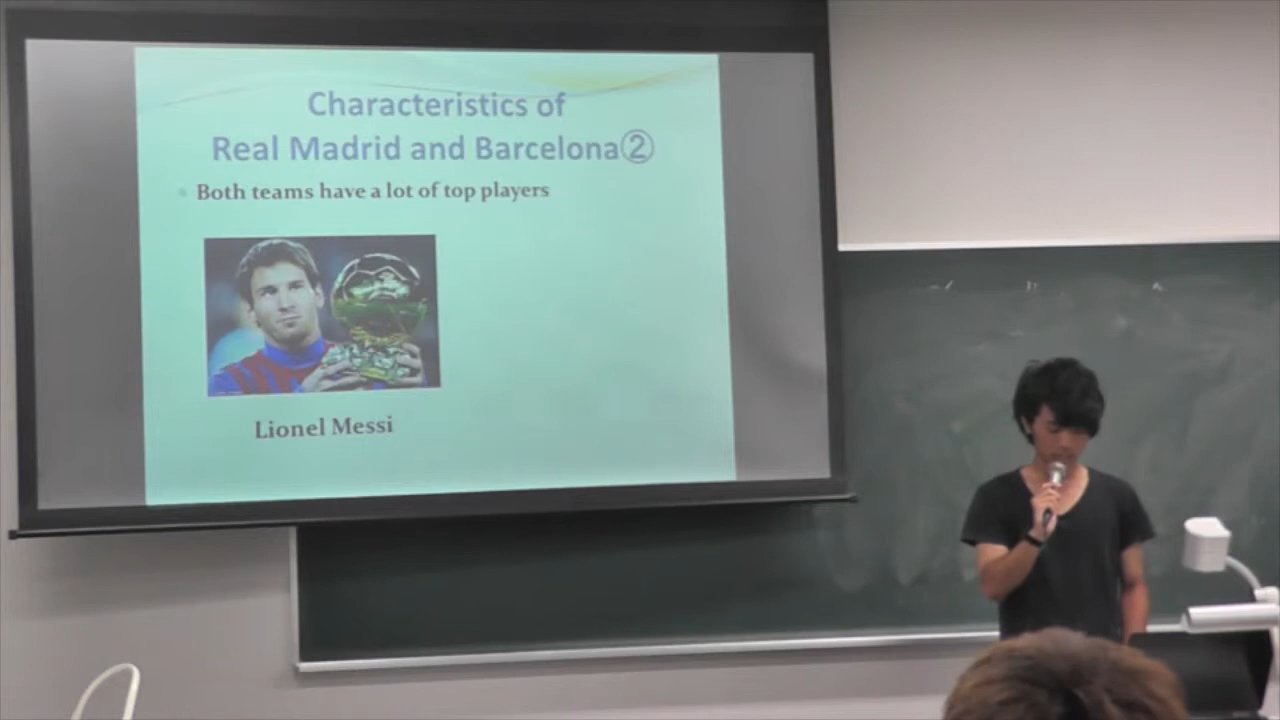 Characteristics of
Real Madrid and Barcelona②
Both teams have a lot of top players
Lionel Messi